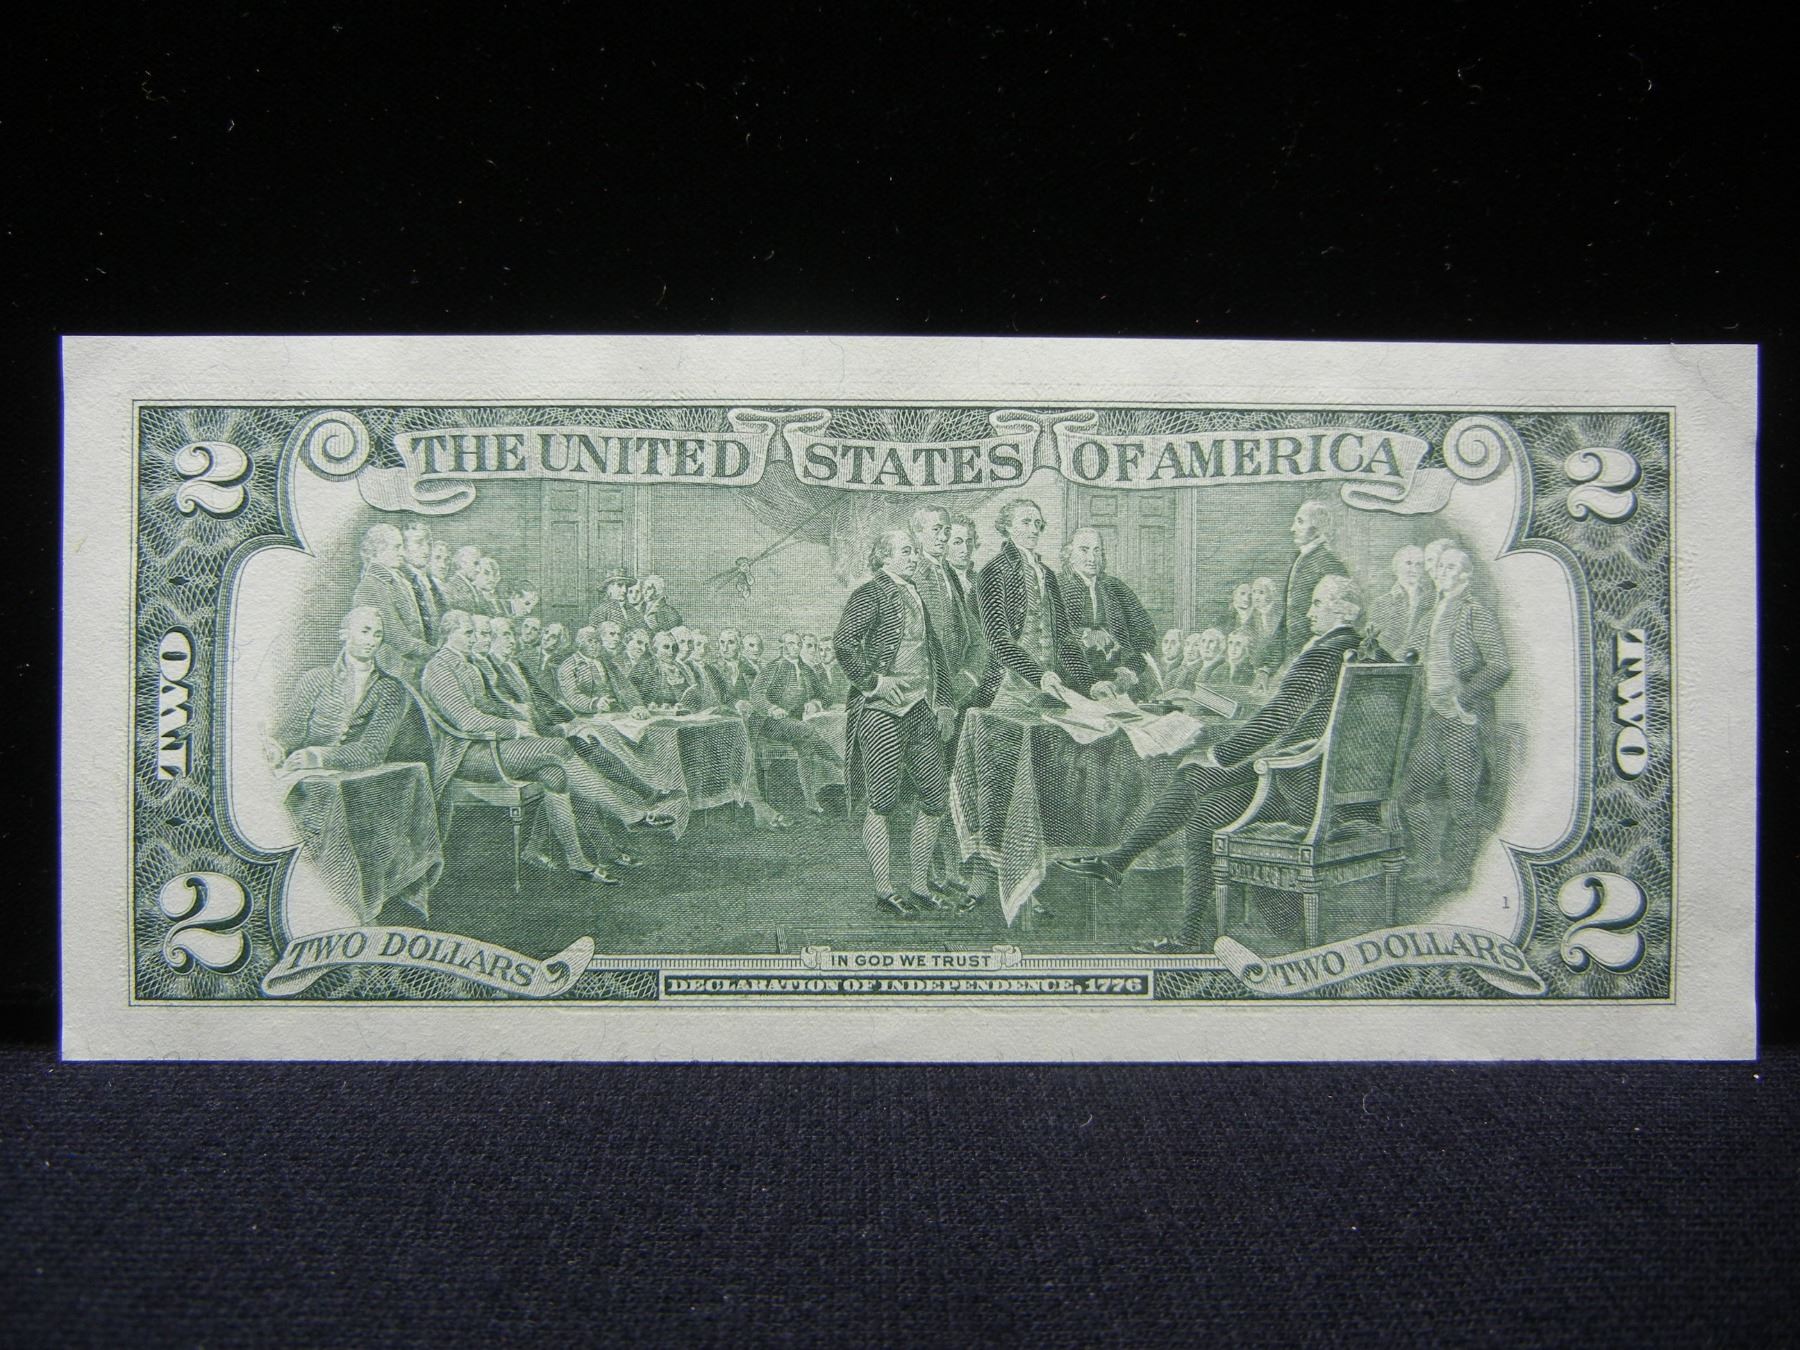 THE UNITED STATES OF AMERICA
2
2
TWO
TWO
1
2
2
TWO DOLLARS
TWO DOLLARS
IN GOD WE TRUST
DECLARATION OF INDEPENDENCE, 1776